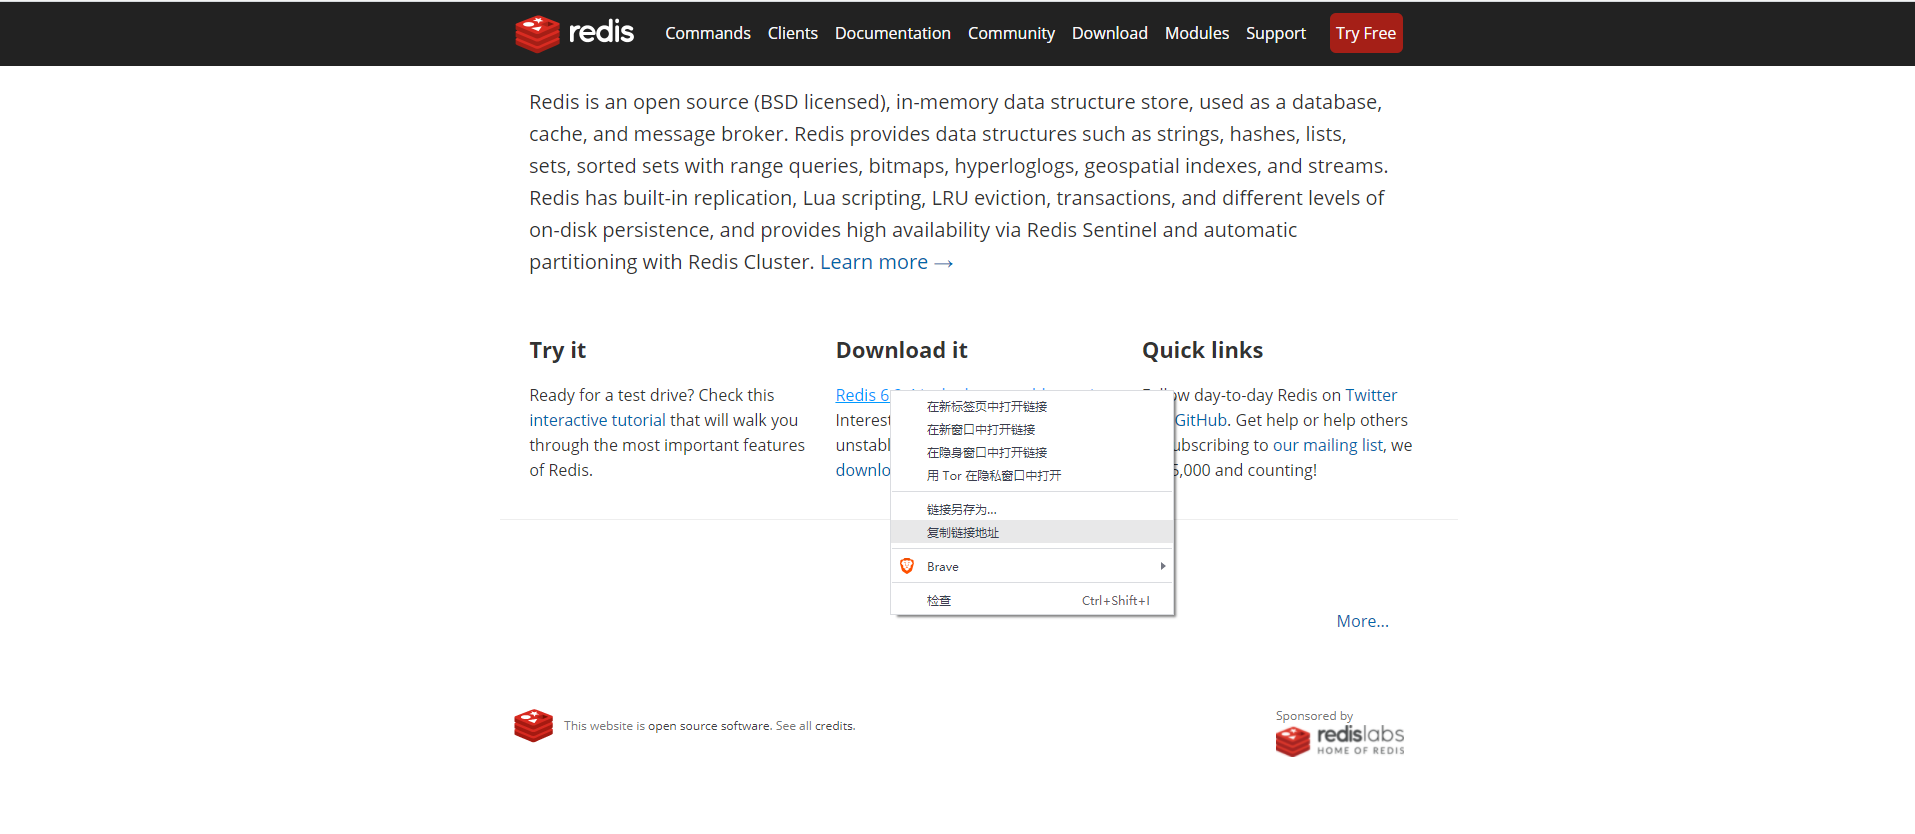 redis Commands Clients Documentation Community Download Modules Support Try Free
Redis is an open source (BSD licensed), in-memory data structure store, used as a database,
cache, and message broker. Redis provides data structures such as strings, hashes, lists,
sets, sorted sets with range queries, bitmaps, hyperloglogs, geospatial indexes, and streams.
Redis has built-in replication, Lua scripting, LRU eviction, transactions, and different levels of
on-disk persistence, and provides high availability via Redis Sentinel and automatic
partitioning with Redis Cluster. Learn more →
Try it
Ready for a test drive? Check this
interactive tutorial that will walk you
through the most important features
of Redis.
Download it
Redis 6
Interest
unstabl
downlo
在新标签页中打开链接
在新窗口中打开链接
在隐身窗口中打开链接
用 Tor 在隐私窗口中打开
链接另存为...
复制链接地址
Brave
检查 Ctrl+Shift+I
Quick links
day-to-day Redis on Twitter
GitHub. Get help or help others
ubscribing to our mailing list, we
5,000 and counting!
More...
This website is open source software. See all credits.
Sponsored by
redislabs
HOME OF REDIS